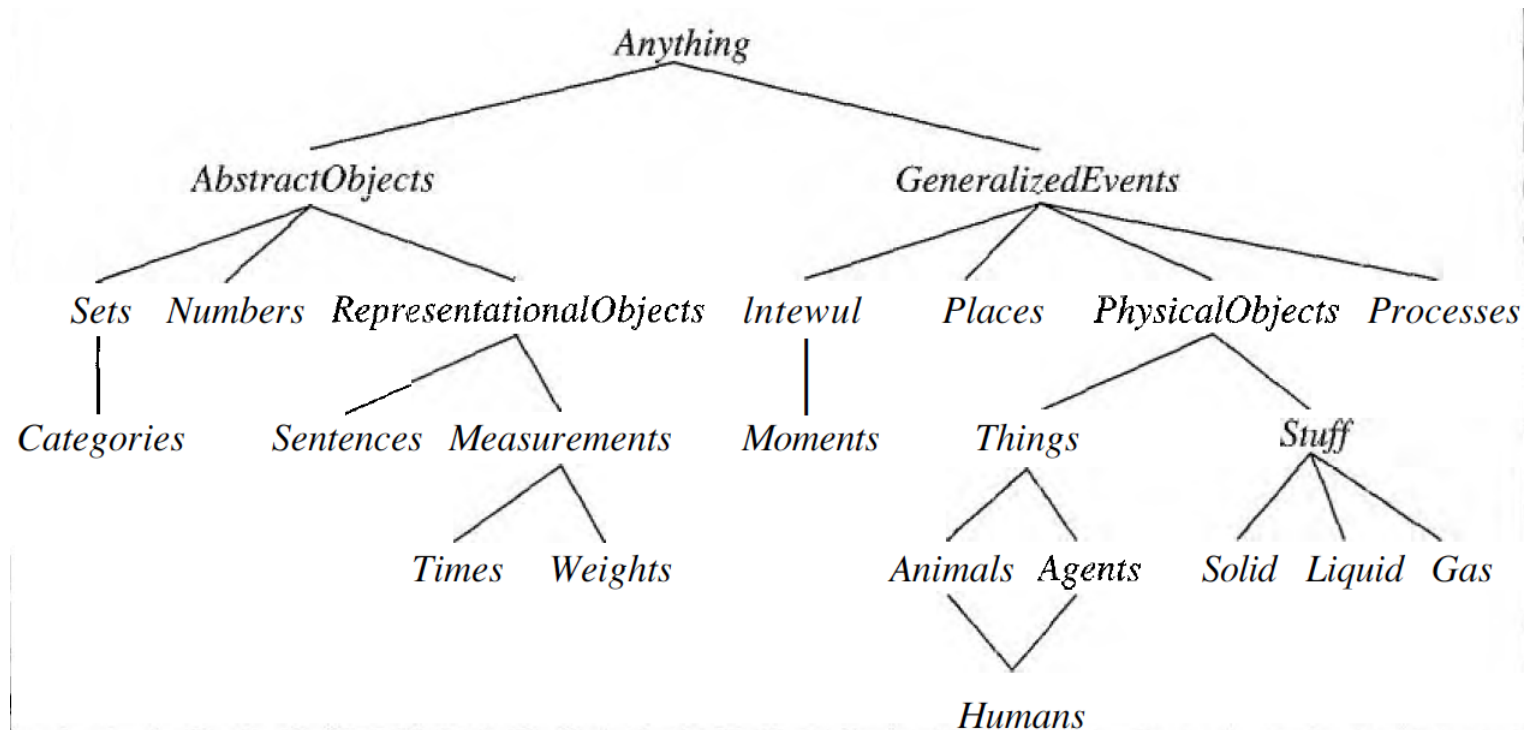 Anything
AbstractObjects GeneralizedEvents
Sets Numbers RepresentationalObjects lntewul Places PhysicalObjects Processes
Categories Sentences Measurements Moments Things Stuff
Times Weights Animals Agents Solid Liquid Gas
Humans